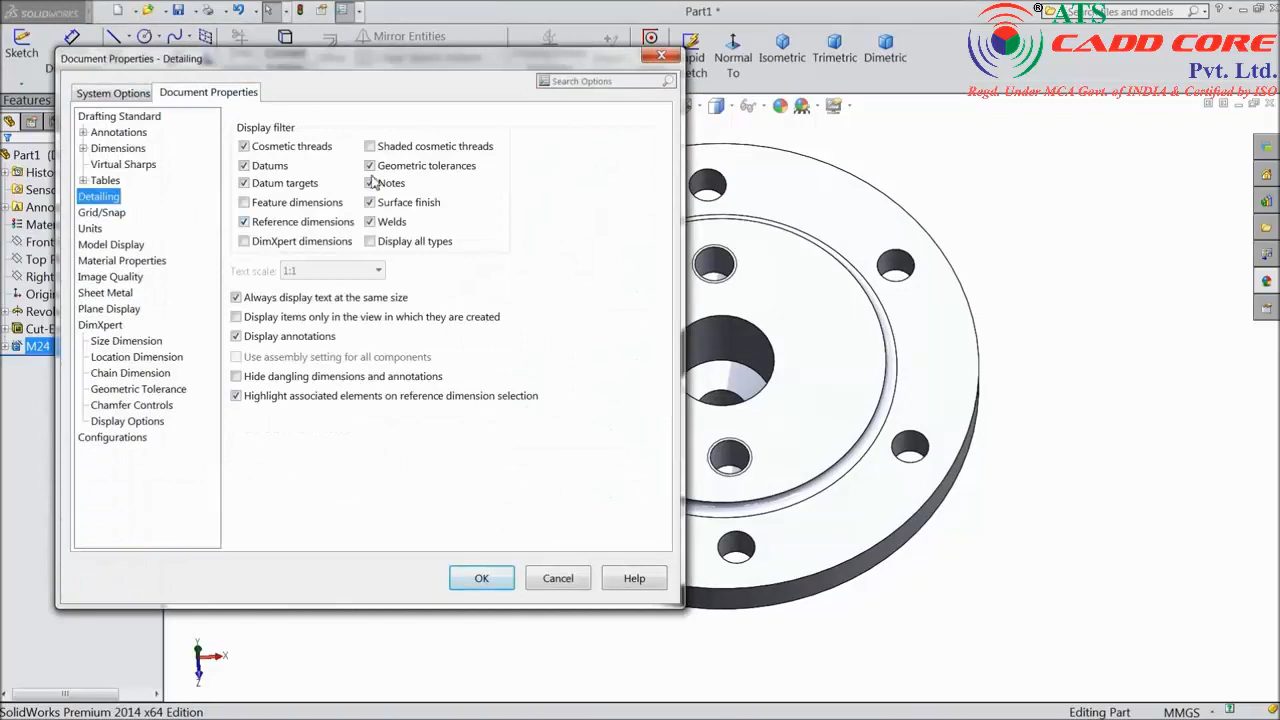 SOLIDWORKS
Part1 *
Search files and models
®
ATS
CADD CORE
Pvt. Ltd.
Regd. Under MCA Govt. of INDIA & Certified by ISO
Sketch
Mirror Entities
Normal To
Isometric
Trimetric
Dimetric
Features
Document Properties - Detailing
System Options
Document Properties
Search Options
Drafting Standard
Annotations
Dimensions
Virtual Sharps
Tables
Detailing
Grid/Snap
Units
Model Display
Material Properties
Image Quality
Sheet Metal
Plane Display
DimXpert
Size Dimension
Location Dimension
Chain Dimension
Geometric Tolerance
Chamfer Controls
Display Options
Configurations
Display filter
Cosmetic threads
Shaded cosmetic threads
Datums
Geometric tolerances
Datum targets
Notes
Feature dimensions
Surface finish
Reference dimensions
Welds
DimXpert dimensions
Display all types
Text scale:
1:1
Always display text at the same size
Display items only in the view in which they are created
Display annotations
Use assembly setting for all components
Hide dangling dimensions and annotations
Highlight associated elements on reference dimension selection
OK
Cancel
Help
Part1
Front
Top
Right
M24
Y
X
Z
SolidWorks Premium 2014 x64 Edition
Editing Part
MMGS